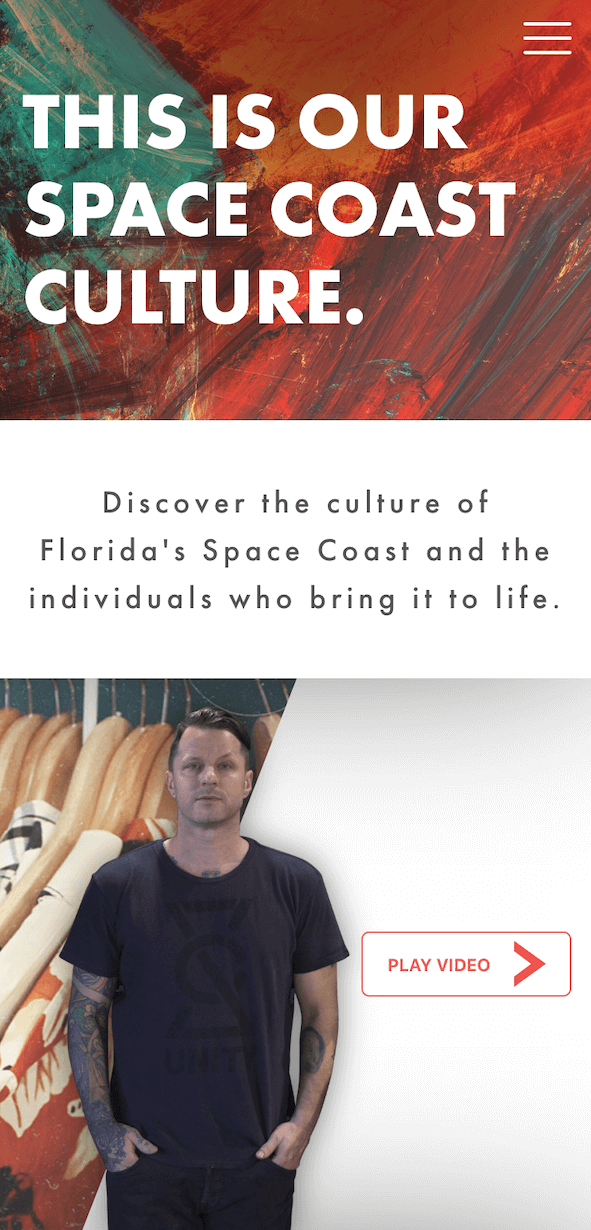 THIS IS OUR
SPACE COAST
CULTURE.
Discover the culture of
Florida's Space Coast and the
individuals who bring it to life.
PLAY VIDEO